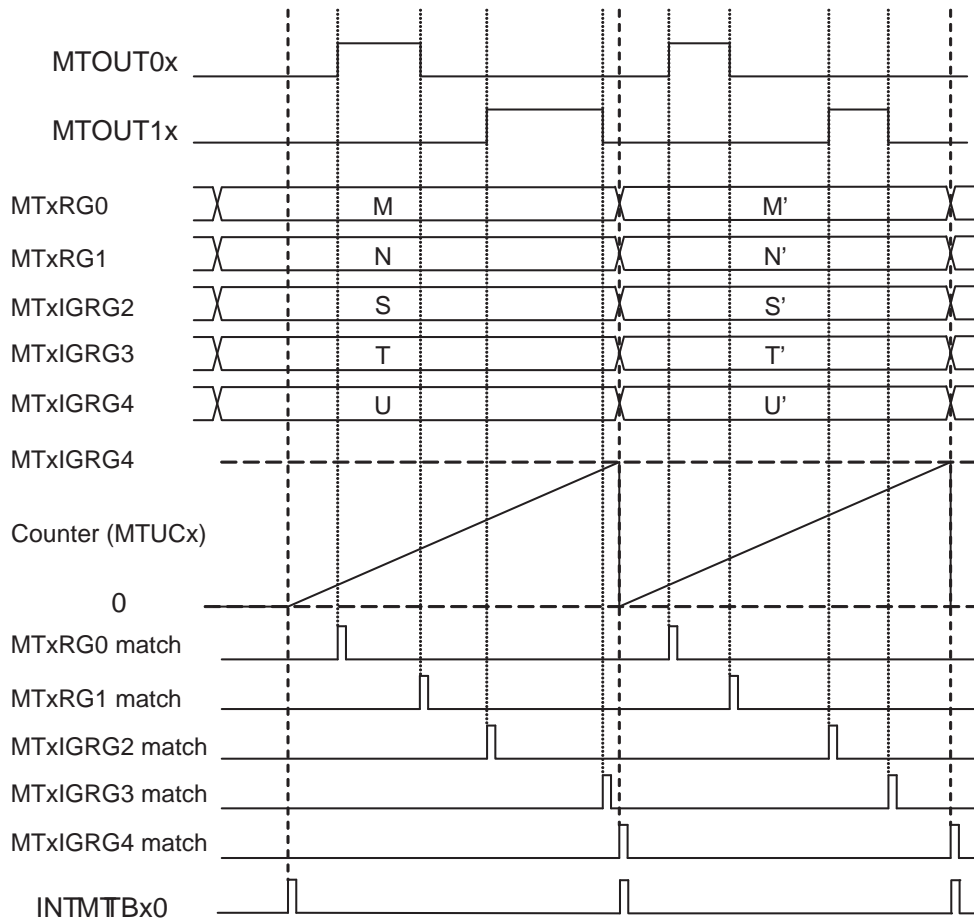 MTOUT0x
MTOUT1x
MTxRG0 M M’
MTxRG1 N N’
MTxIGRG2 S S’
MTxIGRG3 T T’
MTxIGRG4 U U’
MTxIGRG4
Counter (MTUCx)
0
MTxRG0 match
MTxRG1 match
MTxIGRG2 match
MTxIGRG3 match
MTxIGRG4 match
INTMTTBx0